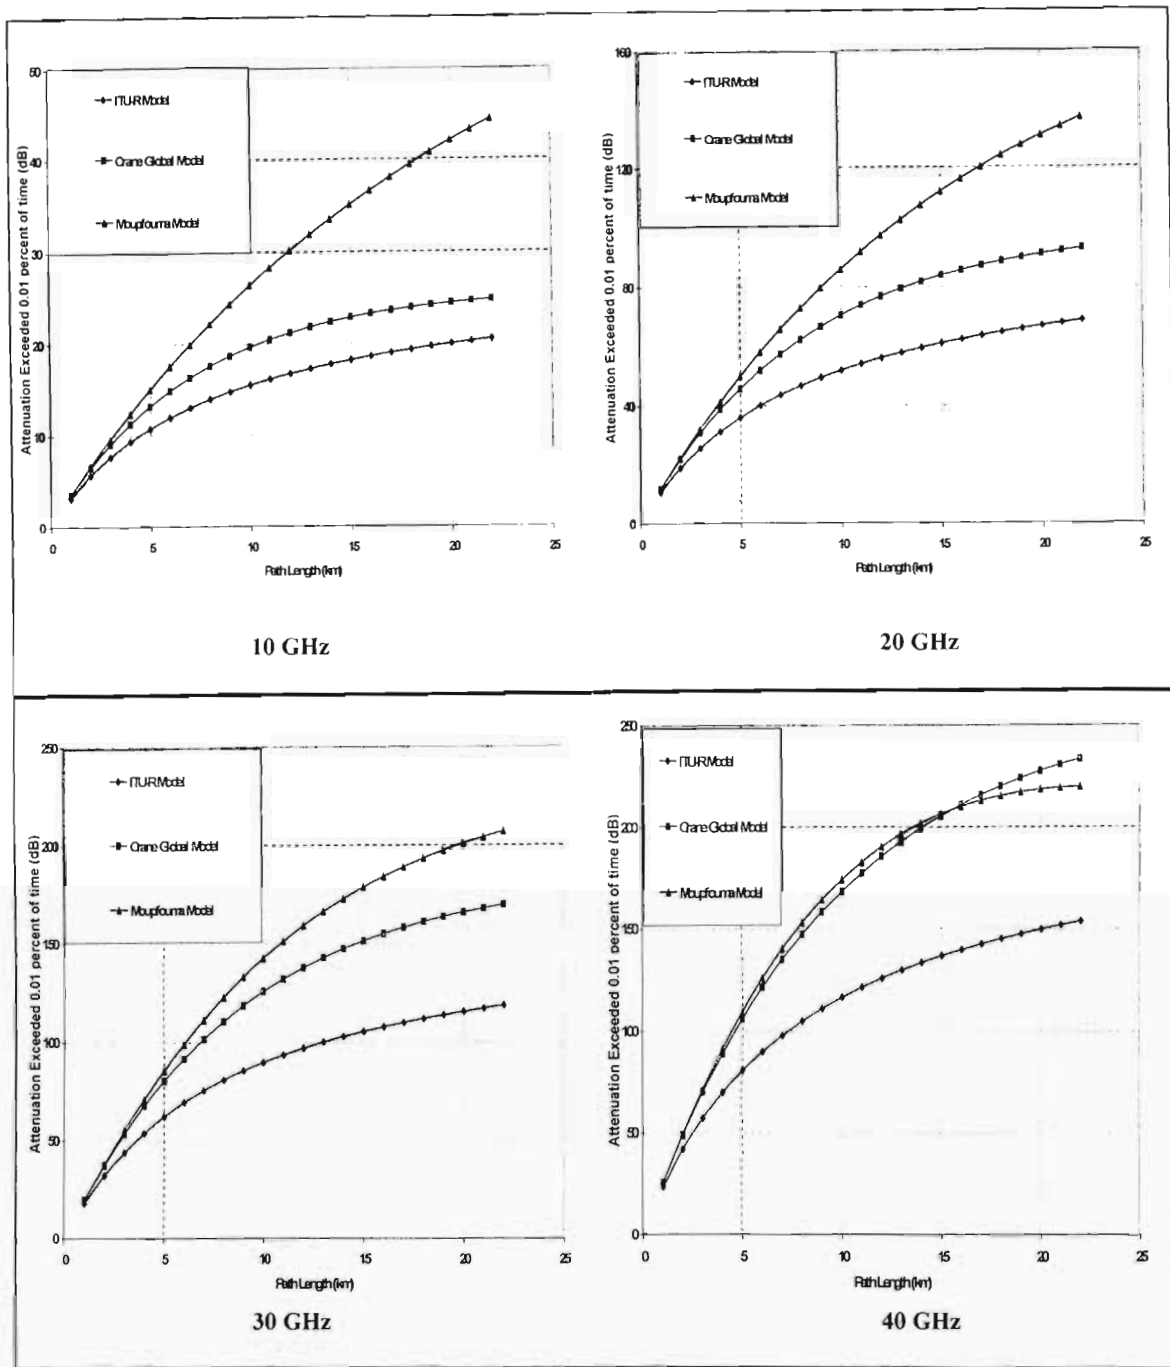 50
40
30
20
10
0
Attenuation Exceeded 0.01 percent of time (dB)
ITU-R Model
Crane Global Model
Moupfouma Model
0 5 10 15 20 25
Path Length (km)
10 GHz
160
120
80
40
0
Attenuation Exceeded 0.01 percent of time (dB)
ITU-R Model
Crane Global Model
Moupfouma Model
0 5 10 15 20 25
Path Length (km)
20 GHz
250
200
150
100
50
0
Attenuation Exceeded 0.01 percent of time (dB)
ITU-R Model
Crane Global Model
Moupfouma Model
0 5 10 15 20 25
Path Length (km)
30 GHz
250
200
150
100
50
0
Attenuation Exceeded 0.01 percent of time (dB)
ITU-R Model
Crane Global Model
Moupfouma Model
0 5 10 15 20 25
Path Length (km)
40 GHz